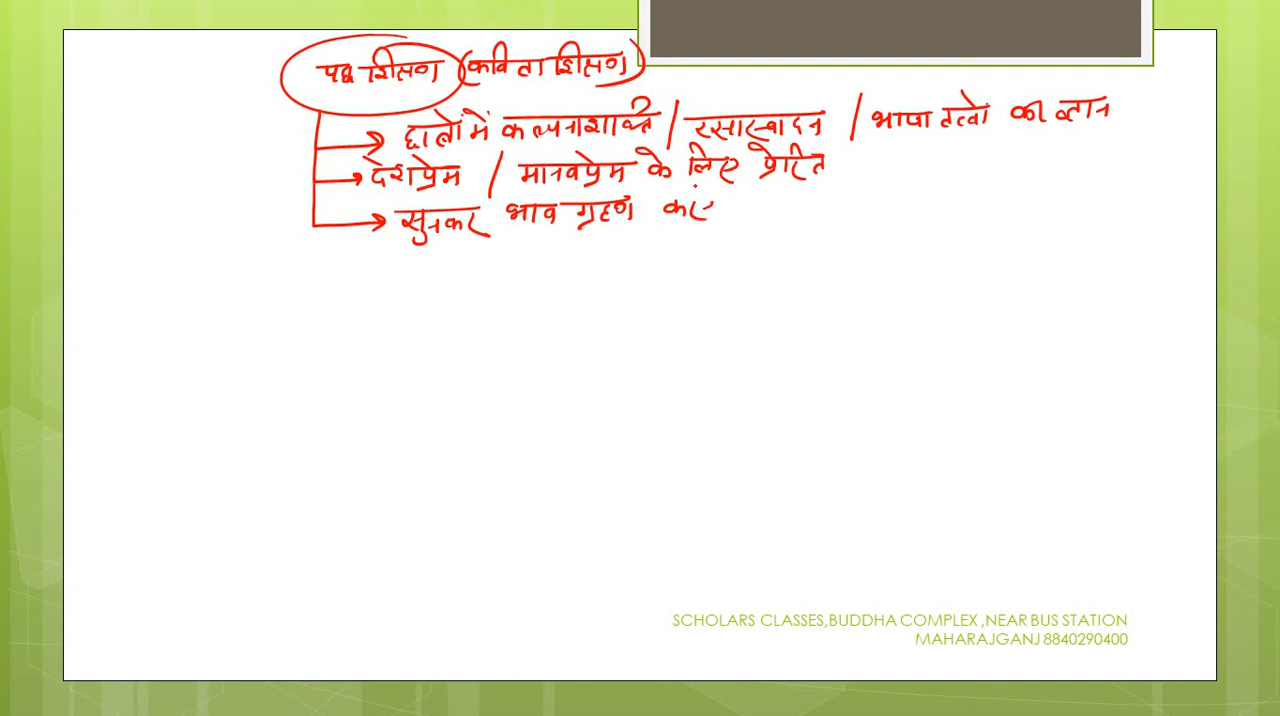 पद्य शिक्षण (कविता शिक्षण)
छात्रों में कल्पनाशक्ति / रसास्वादन / भाषा तत्वों का ज्ञान
देशप्रेम / मानवप्रेम के लिए प्रेरित
सुनकर भाव ग्रहण
SCHOLARS CLASSES,BUDDHA COMPLEX ,NEAR BUS STATION
MAHARAJGANJ 8840290400